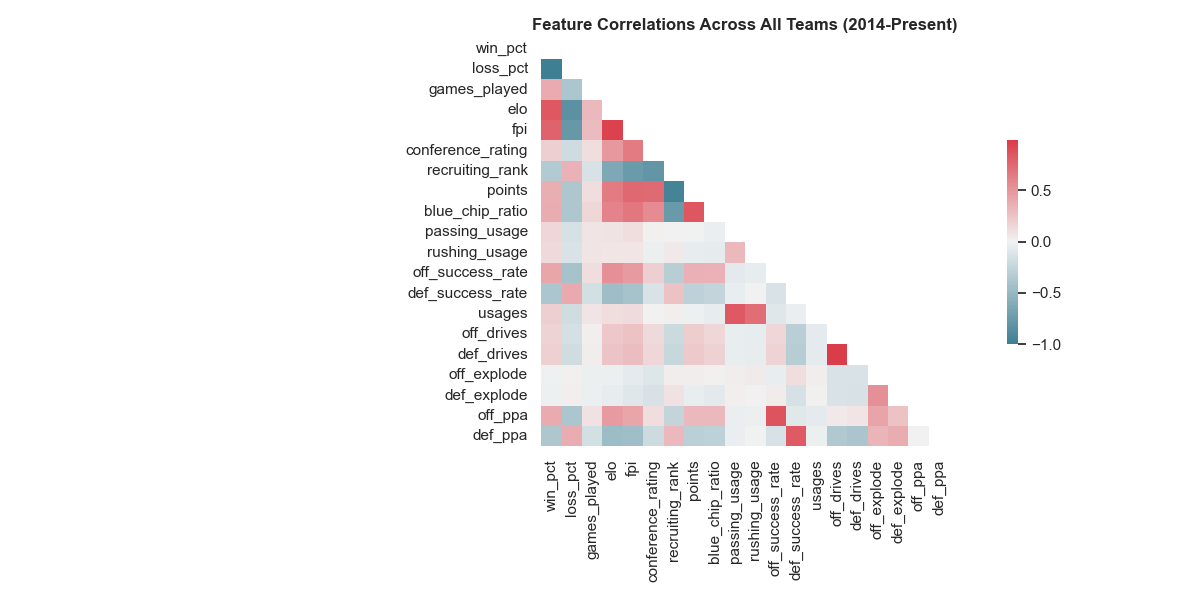 Feature Correlations Across All Teams (2014-Present)
win_pct
loss_pct
games_played
elo
fpi
conference_rating
recruiting_rank
points
blue_chip_ratio
passing_usage
rushing_usage
off_success_rate
def_success_rate
usages
off_drives
def_drives
off_explode
def_explode
off_ppa
def_ppa
win_pct
loss_pct
games_played
elo
fpi
conference_rating
recruiting_rank
points
blue_chip_ratio
passing_usage
rushing_usage
off_success_rate
def_success_rate
usages
off_drives
def_drives
off_explode
def_explode
off_ppa
def_ppa
0.5
0.0
−0.5
−1.0